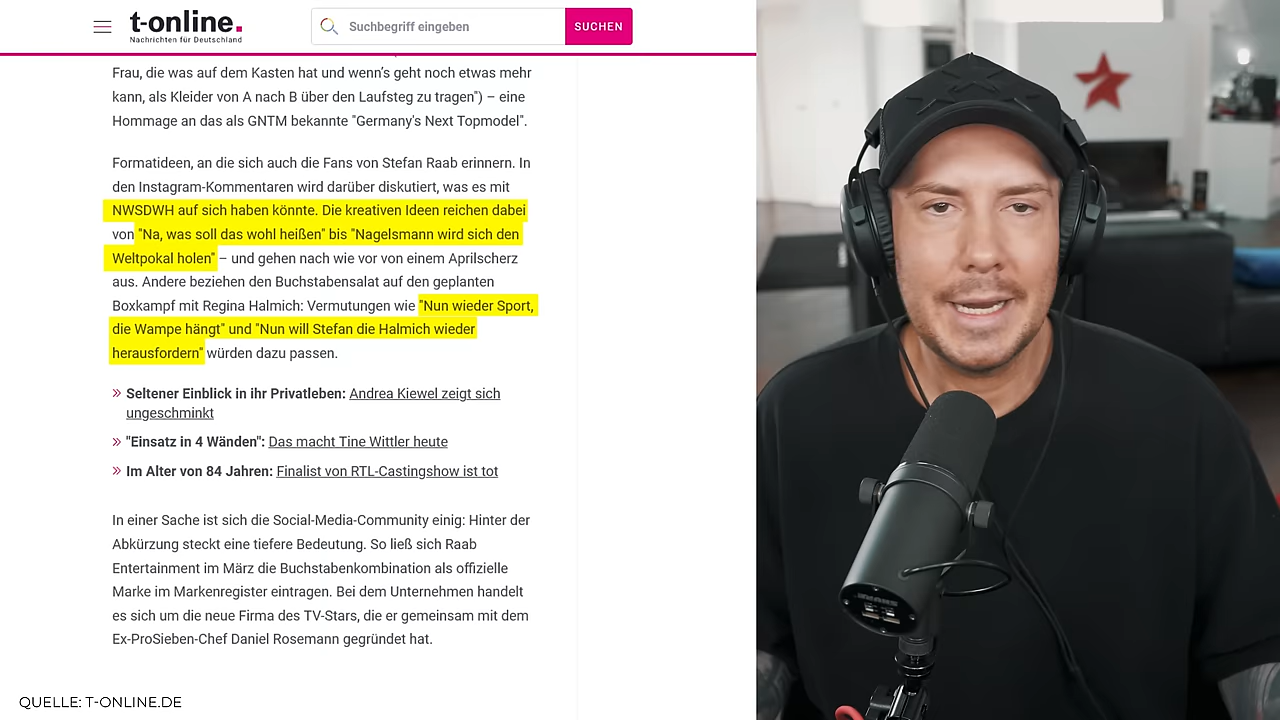 t-online.
Nachrichten für Deutschland
Suchbegriff eingeben
SUCHEN
Frau, die was auf dem Kasten hat und wenn's geht noch etwas mehr
kann, als Kleider von A nach B über den Laufsteg zu tragen") – eine
Hommage an das als GNTM bekannte "Germany's Next Topmodel".
Formatideen, an die sich auch die Fans von Stefan Raab erinnern. In
den Instagram-Kommentaren wird darüber diskutiert, was es mit
NWSDWH auf sich haben könnte. Die kreativen Ideen reichen dabei
von "Na, was soll das wohl heißen" bis "Nagelsmann wird sich den
Weltpokal holen" – und gehen nach wie vor von einem Aprilscherz
aus. Andere beziehen den Buchstabensalat auf den geplanten
Boxkampf mit Regina Halmich: Vermutungen wie "Nun wieder Sport,
die Wampe hängt" und "Nun will Stefan die Halmich wieder
herausfordern" würden dazu passen.
» Seltener Einblick in ihr Privatleben: Andrea Kiewel zeigt sich
ungeschminkt
» "Einsatz in 4 Wänden": Das macht Tine Wittler heute
» Im Alter von 84 Jahren: Finalist von RTL-Castingshow ist tot
In einer Sache ist sich die Social-Media-Community einig: Hinter der
Abkürzung steckt eine tiefere Bedeutung. So ließ sich Raab
Entertainment im März die Buchstabenkombination als offizielle
Marke im Markenregister eintragen. Bei dem Unternehmen handelt
es sich um die neue Firma des TV-Stars, die er gemeinsam mit dem
Ex-ProSieben-Chef Daniel Rosemann gegründet hat.
QUELLE: T-ONLINE.DE